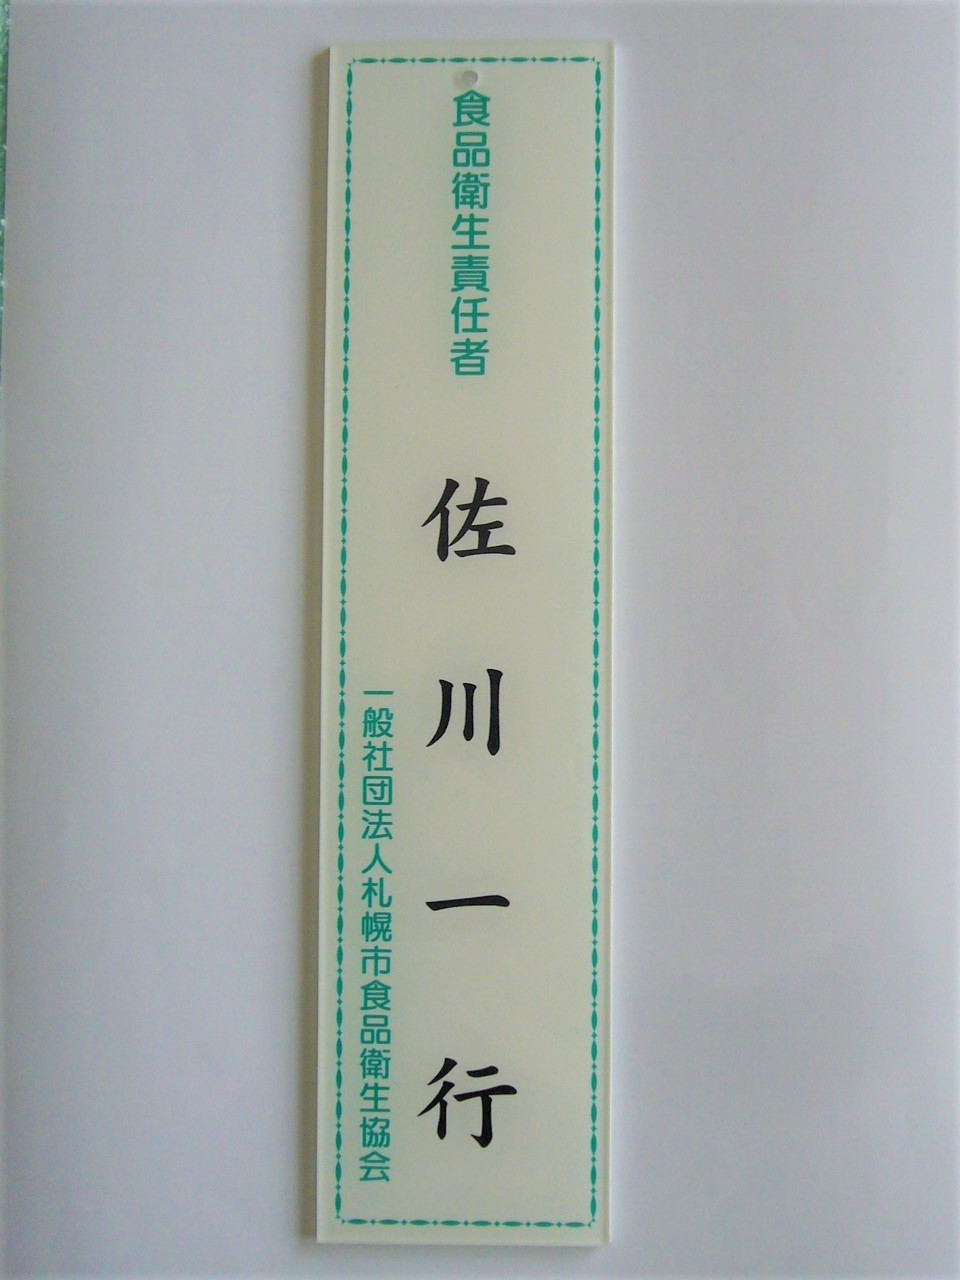 食品衛生責任者
佐川一行
一般社団法人札幌市食品衛生協会